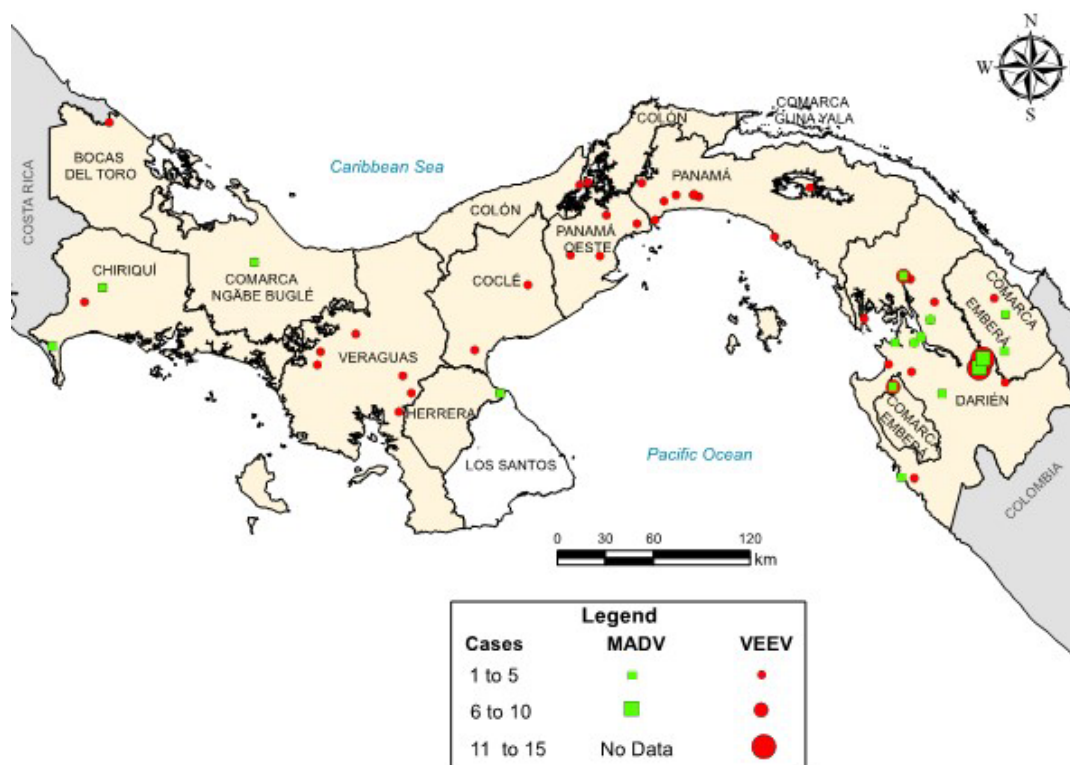 N
W E
S
COMARCA
GUNA YALA
COLÓN
BOCAS
DEL TORO
Caribbean Sea
PANAMÁ
COSTA RICA
COLÓN
PANAMÁ
OESTE
CHIRIQUÍ
COMARCA
NGÄBE BUGLÉ
COCLÉ
COMARCA
EMBERÁ
VERAGUAS
HERRERA
DARIÉN
COMARCA
EMBERÁ
LOS SANTOS
Pacific Ocean
COLOMBIA
0 30 60 120
km
Legend
Cases MADV VEEV
1 to 5
6 to 10
11 to 15 No Data